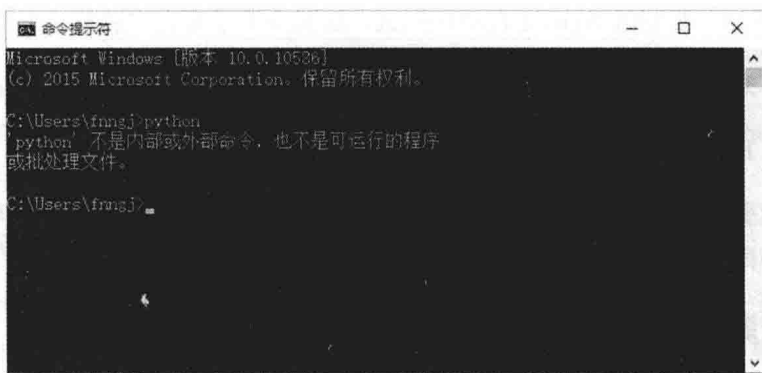 命令提示符
Microsoft Windows [版本 10.0.10586]
(c) 2015 Microsoft Corporation。保留所有权利。
C:\Users\fnngj>python
'python' 不是内部或外部命令，也不是可运行的程序
或批处理文件。
C:\Users\fnngj>